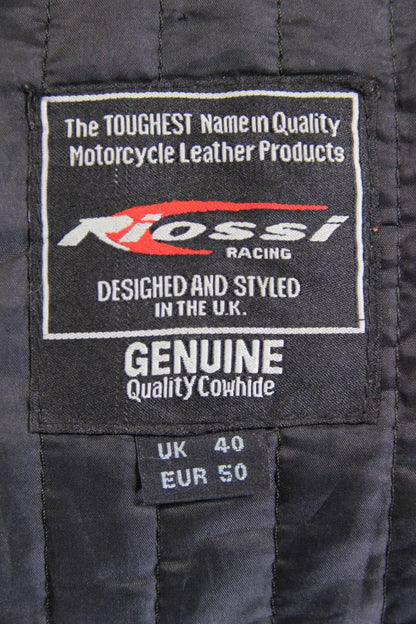 The TOUGHEST Name in Quality
Motorcycle Leather Products
Riossi
RACING
DESIGHED AND STYLED
IN THE U.K.
GENUINE
Quality Cowhide
UK 40
EUR 50